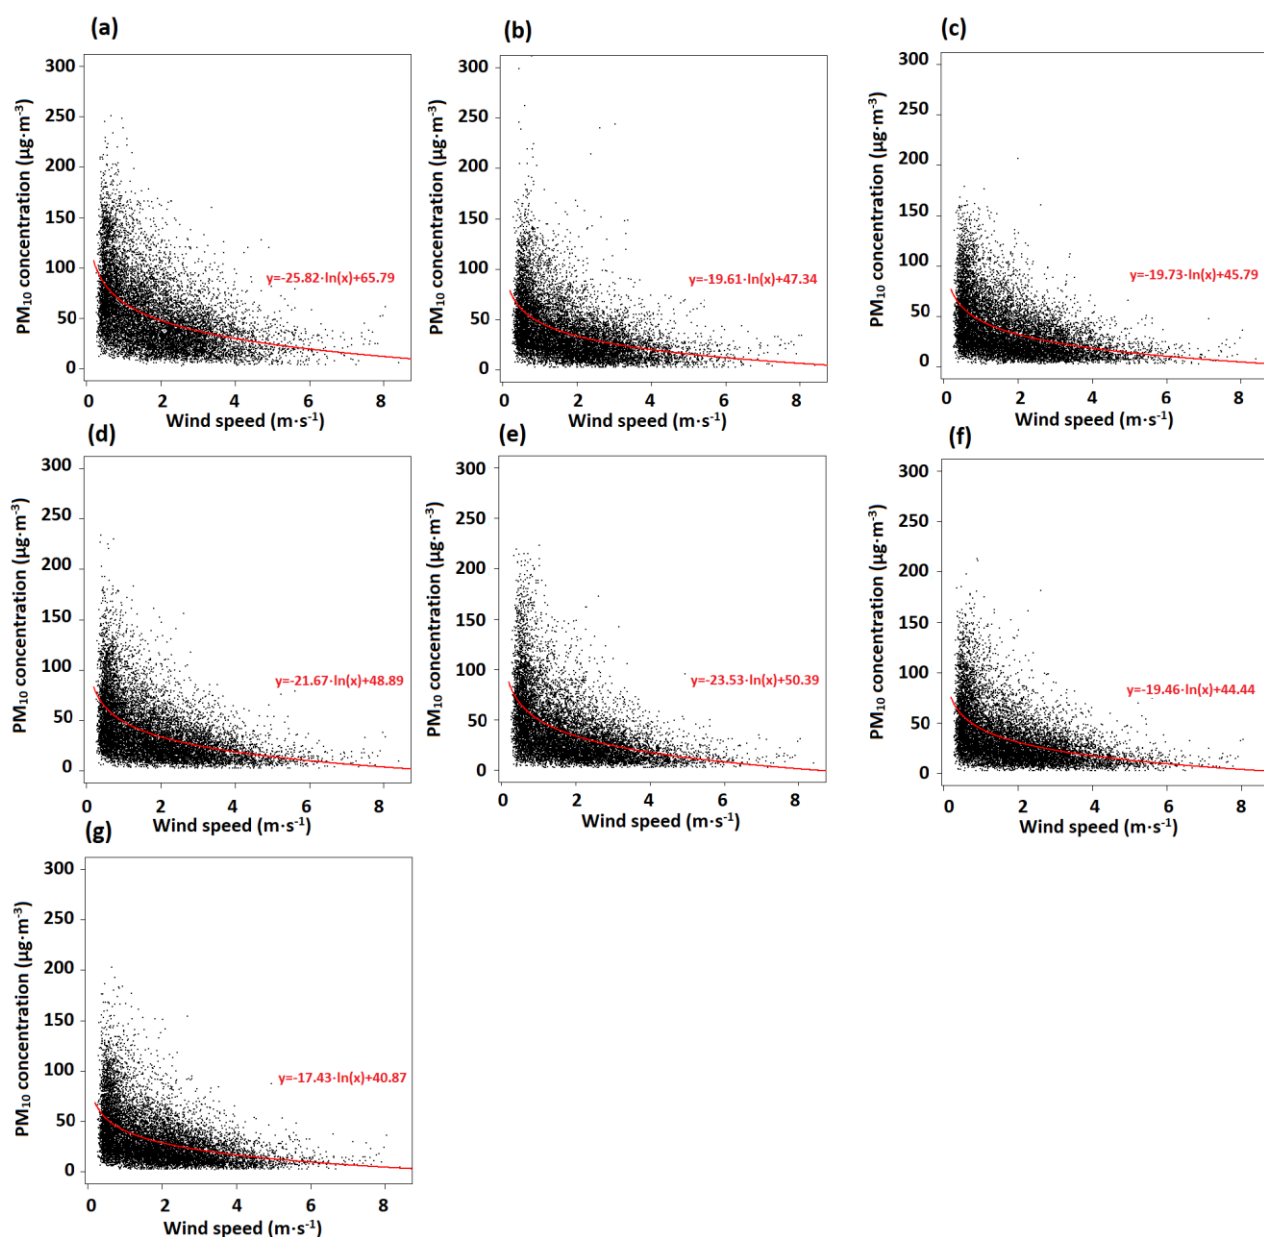 (a)
PM₁₀ concentration (µg·m⁻³)
300
250
200
150
100
50
0
y=-25.82·ln(x)+65.79
0 2 4 6 8
Wind speed (m·s⁻¹)
(b)
PM₁₀ concentration (µg·m⁻³)
300
250
200
150
100
50
0
y=-19.61·ln(x)+47.34
0 2 4 6 8
Wind speed (m·s⁻¹)
(c)
PM₁₀ concentration (µg·m⁻³)
300
250
200
150
100
50
0
y=-19.73·ln(x)+45.79
0 2 4 6 8
Wind speed (m·s⁻¹)
(d)
PM₁₀ concentration (µg·m⁻³)
300
250
200
150
100
50
0
y=-21.67·ln(x)+48.89
0 2 4 6 8
Wind speed (m·s⁻¹)
(e)
PM₁₀ concentration (µg·m⁻³)
300
250
200
150
100
50
0
y=-23.53·ln(x)+50.39
0 2 4 6 8
Wind speed (m·s⁻¹)
(f)
PM₁₀ concentration (µg·m⁻³)
300
250
200
150
100
50
0
y=-19.46·ln(x)+44.44
0 2 4 6 8
Wind speed (m·s⁻¹)
(g)
PM₁₀ concentration (µg·m⁻³)
300
250
200
150
100
50
0
y=-17.43·ln(x)+40.87
0 2 4 6 8
Wind speed (m·s⁻¹)